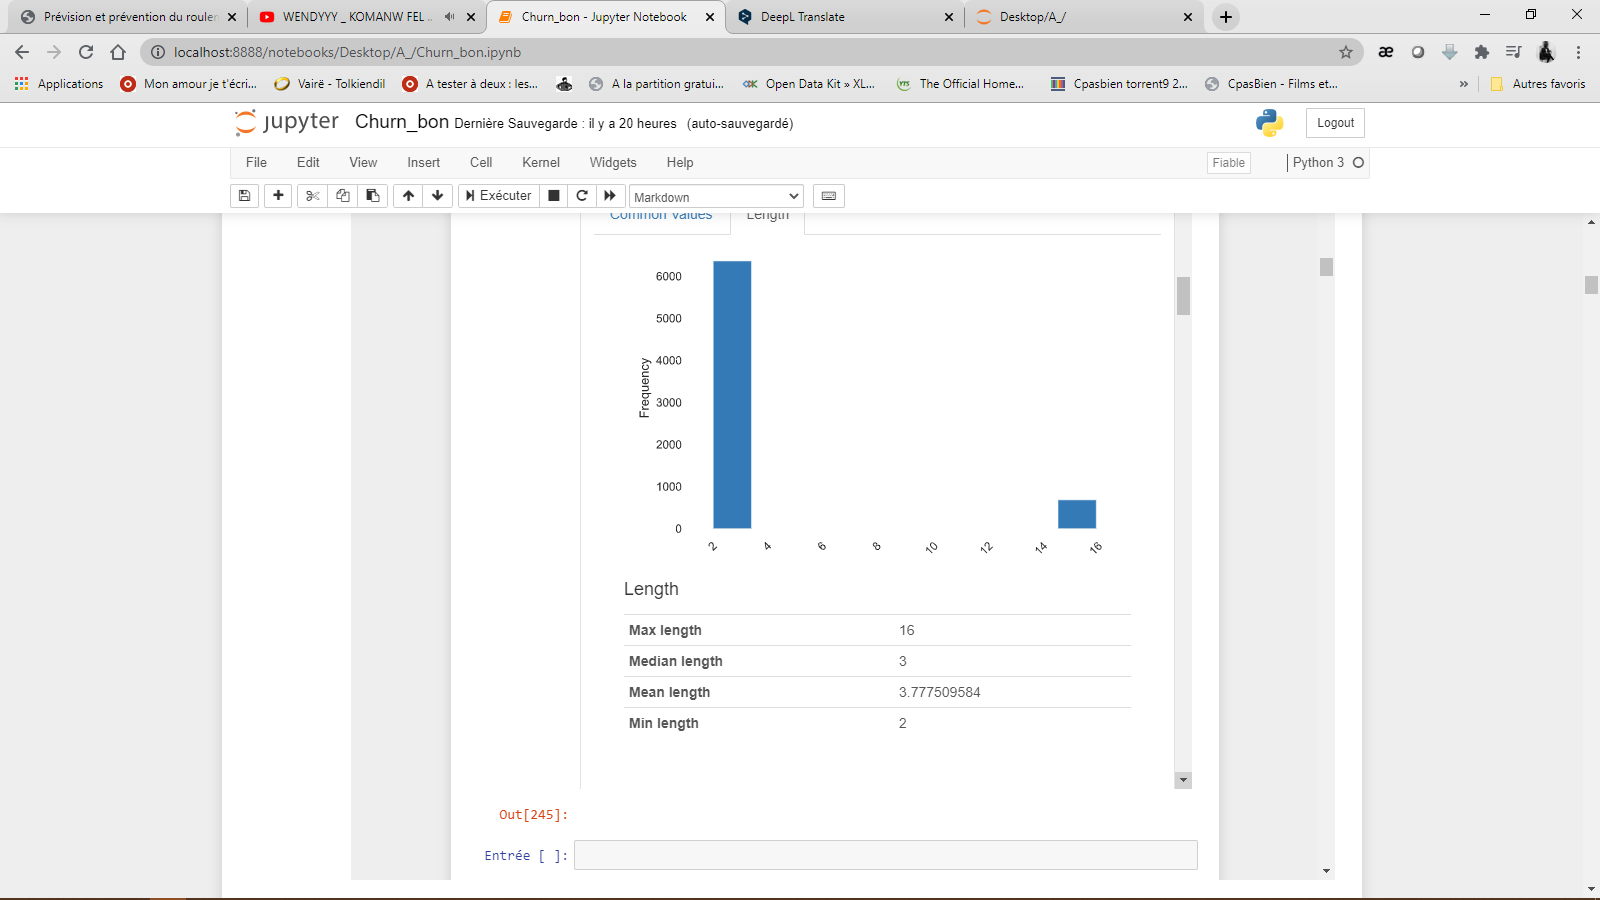 Prévision et prévention du rouler
WENDYYY _ KOMANW FEL ..
Churn_bon - Jupyter Notebook
DeepL Translate
Desktop/A_/
localhost:8888/notebooks/Desktop/A_/Churn_bon.ipynb
Applications
Mon amour je t'écri...
Vairë - Tolkiendil
A tester à deux : les...
A la partition gratui...
Open Data Kit » XL...
The Official Home...
Cpasbien torrent9 2...
CpasBien - Films et...
»
Autres favoris
jupyter Churn_bon Dernière Sauvegarde : il y a 20 heures (auto-sauvegardé)
Logout
File Edit View Insert Cell Kernel Widgets Help
Fiable
Python 3
Exécuter
Markdown
Common Values
Length
6000
5000
4000
3000
2000
1000
0
Frequency
2 4 6 8 10 12 14 16
Length
Max length 16
Median length 3
Mean length 3.777509584
Min length 2
Out[245]:
Entrée [ ]: